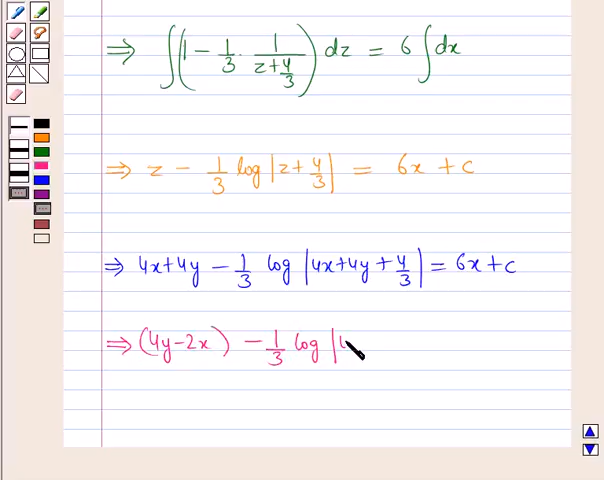 ⇒ ∫(1 − 1/3 · 1/(z + 4/3)) dz = 6 ∫dx
⇒ z − 1/3 log |z + 4/3| = 6x + c
⇒ 4x + 4y − 1/3 log |4x + 4y + 4/3| = 6x + c
⇒ (4y − 2x) − 1/3 log |